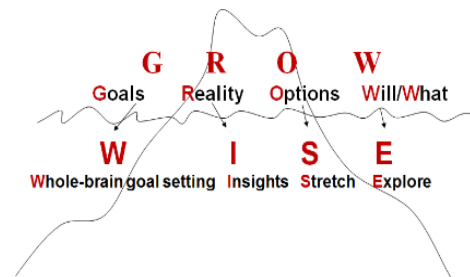 G R O W
Goals Reality Options Will/What
W I S E
Whole-brain goal setting Insights Stretch Explore